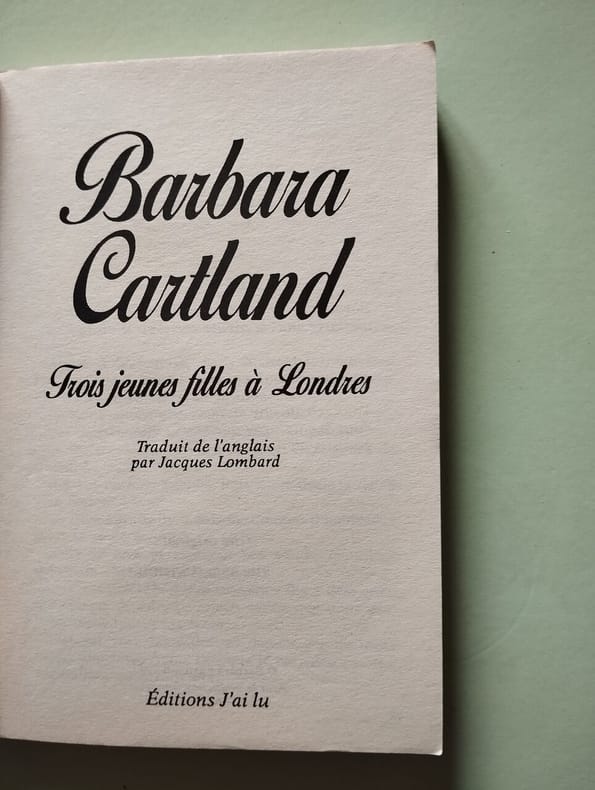 Barbara
Cartland
Trois jeunes filles à Londres
Traduit de l'anglais
par Jacques Lombard
Éditions J'ai lu